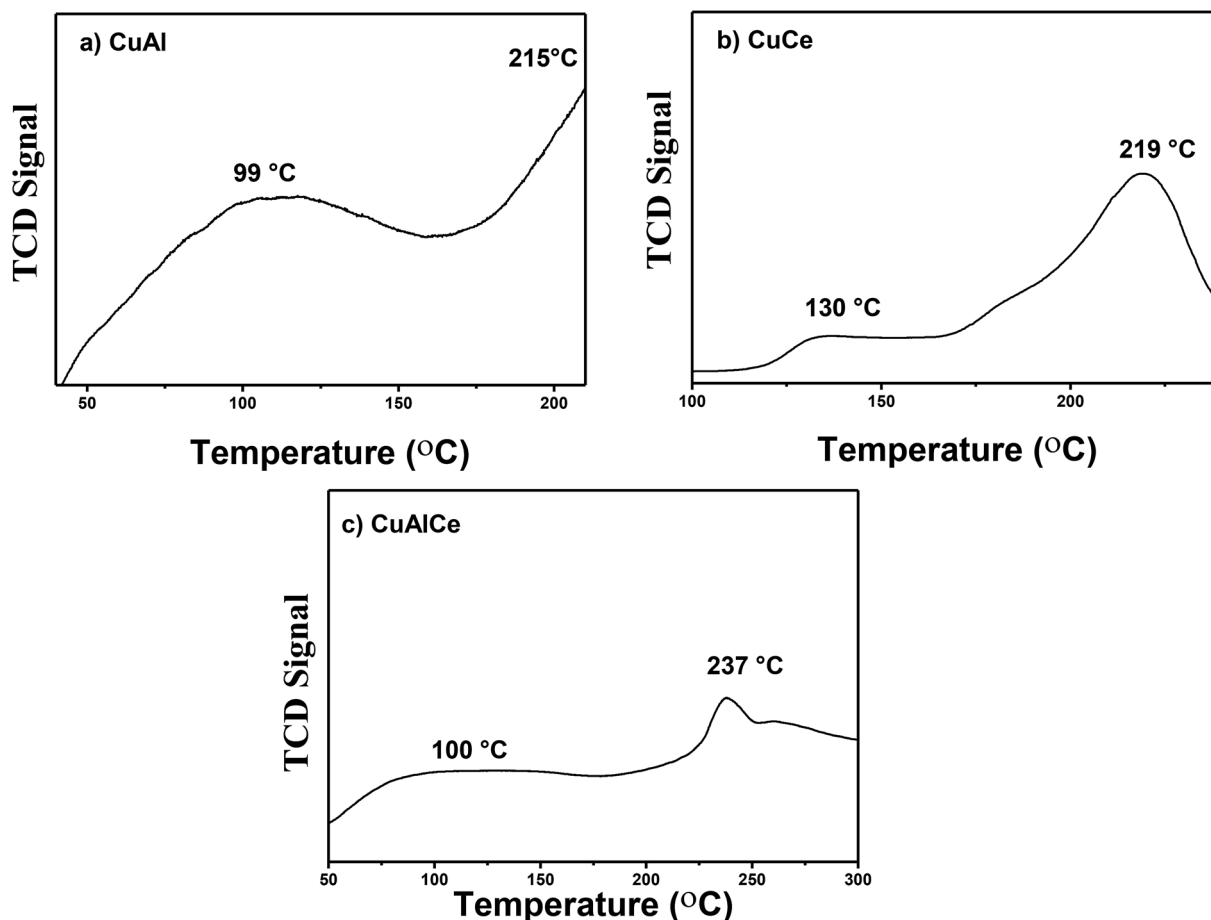 a) CuAl
215°C
99 °C
TCD Signal
50
100
150
200
Temperature (OC)
b) CuCe
219 °C
130 °C
TCD Signal
100
150
200
Temperature (OC)
c) CuAlCe
237 °C
100 °C
TCD Signal
50
100
150
200
250
300
Temperature (OC)